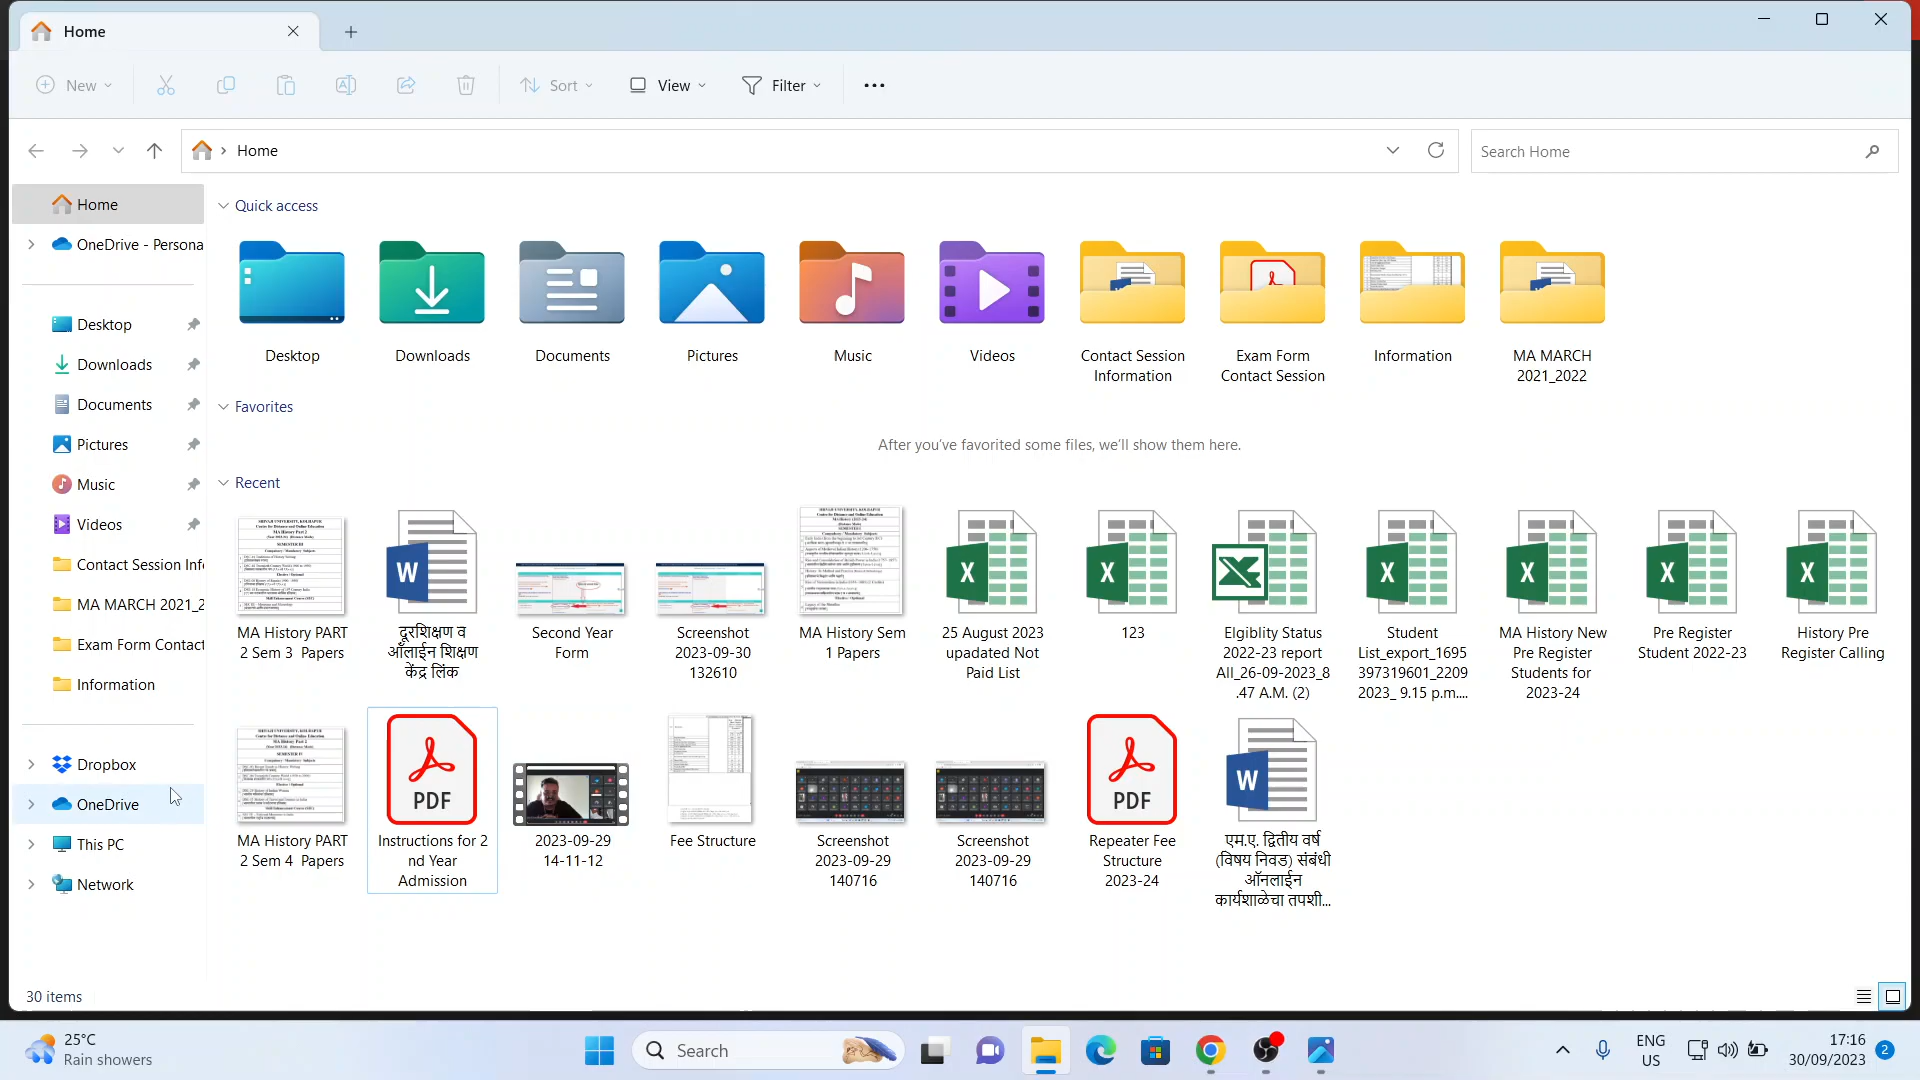 Home
New
Sort
View
Filter
Home
Search Home
Home
OneDrive - Persona
Desktop
Downloads
Documents
Pictures
Music
Videos
Contact Session Inf
MA MARCH 2021_2
Exam Form Contact
Information
Dropbox
OneDrive
This PC
Network
Quick access
Desktop
Downloads
Documents
Pictures
Music
Videos
Contact Session
Information
Exam Form
Contact Session
Information
MA MARCH
2021_2022
Favorites
After you've favorited some files, we'll show them here.
Recent
MA History PART
2 Sem 3 Papers
दूरशिक्षण व
ऑंलाईन शिक्षण
केंद्र लिंक
Second Year
Form
Screenshot
2023-09-30
132610
MA History Sem
1 Papers
25 August 2023
upadated Not
Paid List
123
Elgiblity Status
2022-23 report
All_26-09-2023_8
.47 A.M. (2)
Student
List_export_1695
397319601_2209
2023_ 9.15 p.m....
MA History New
Pre Register
Students for
2023-24
Pre Register
Student 2022-23
History Pre
Register Calling
MA History PART
2 Sem 4 Papers
PDF
Instructions for 2
nd Year
Admission
2023-09-29
14-11-12
Fee Structure
Screenshot
2023-09-29
140716
Screenshot
2023-09-29
140716
PDF
Repeater Fee
Structure
2023-24
एम.ए. द्वितीय वर्ष
(विषय निवड) संबंधी
ऑनलाईन
कार्यशाळेचा तपशी...
30 items
25°C
Rain showers
Search
ENG
US
17:16
30/09/2023
2